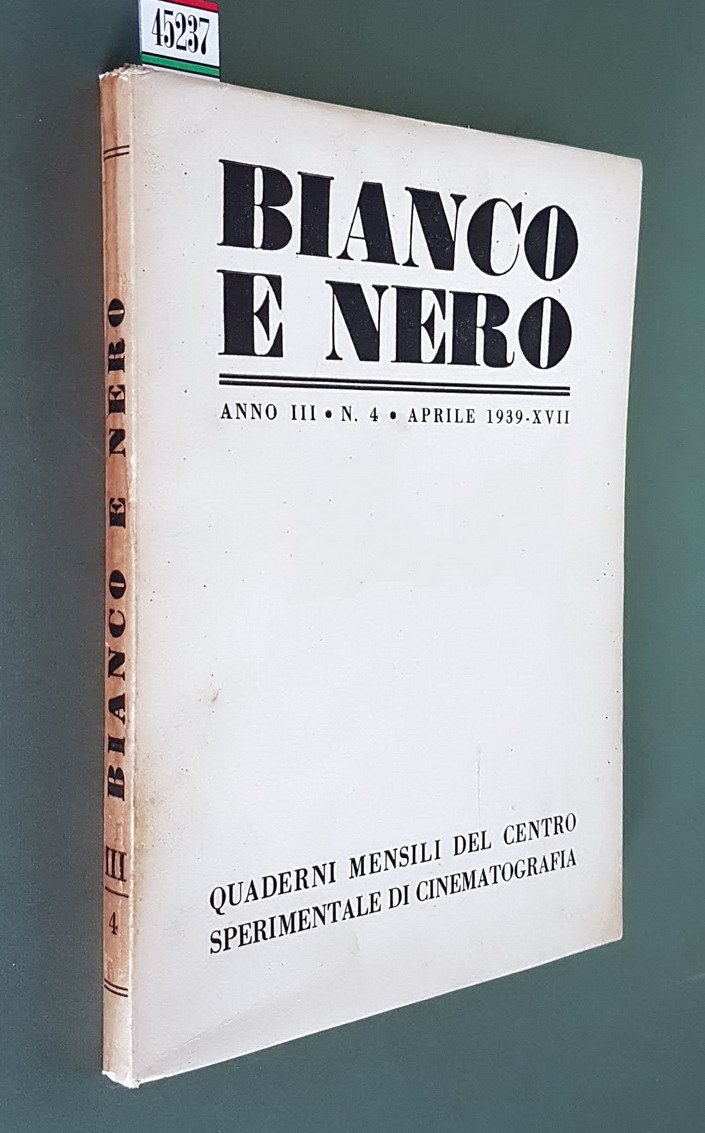 45237
BIANCO
E NERO
ANNO III • N. 4 • APRILE 1939-XVII
QUADERNI MENSILI DEL CENTRO
SPERIMENTALE DI CINEMATOGRAFIA
BIANCO E NERO
III
4